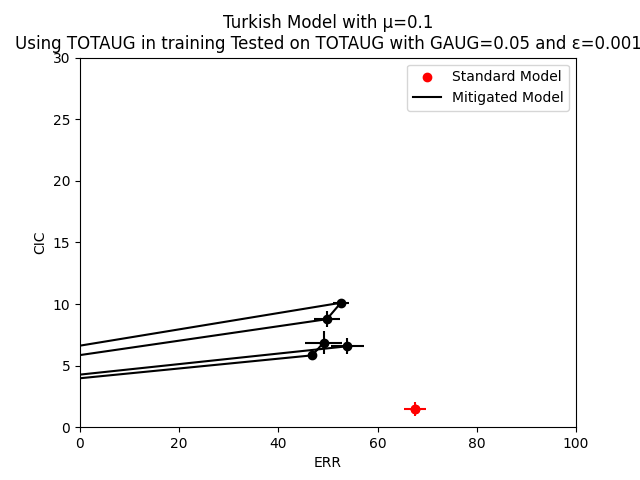 Turkish Model with μ=0.1
Using TOTAUG in training Tested on TOTAUG with GAUG=0.05 and ε=0.001
Standard Model
Mitigated Model
30
25
20
15
10
5
0
CIC
0 20 40 60 80 100
ERR